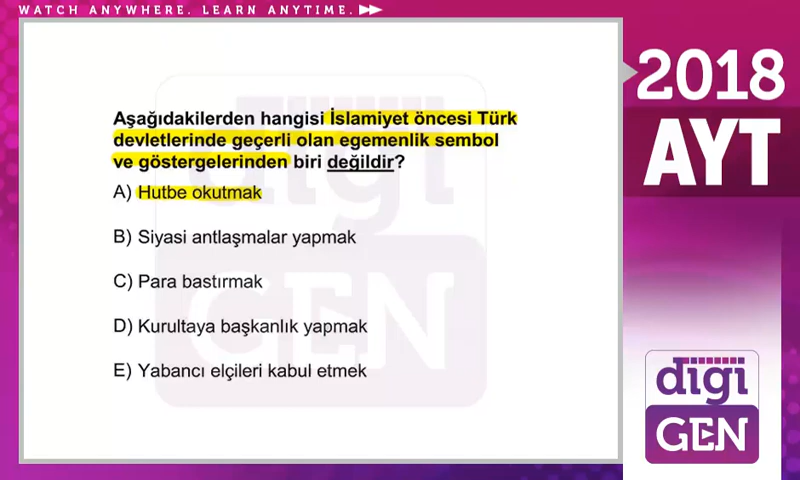 WATCH ANYWHERE. LEARN ANYTIME.
2018
AYT
Aşağıdakilerden hangisi İslamiyet öncesi Türk
devletlerinde geçerli olan egemenlik sembol
ve göstergelerinden biri değildir?
A) Hutbe okutmak
B) Siyasi antlaşmalar yapmak
C) Para bastırmak
D) Kurultaya başkanlık yapmak
E) Yabancı elçileri kabul etmek
digi
GEN
digi
GEN